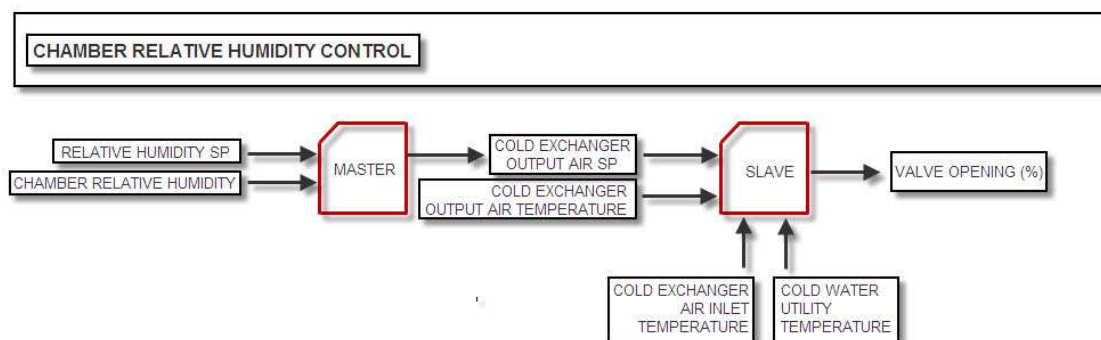 CHAMBER RELATIVE HUMIDITY CONTROL
RELATIVE HUMIDITY SP
CHAMBER RELATIVE HUMIDITY
MASTER
COLD EXCHANGER
OUTPUT AIR SP
COLD EXCHANGER
OUTPUT AIR TEMPERATURE
SLAVE
VALVE OPENING (%)
COLD EXCHANGER
AIR INLET
TEMPERATURE
COLD WATER
UTILITY
TEMPERATURE